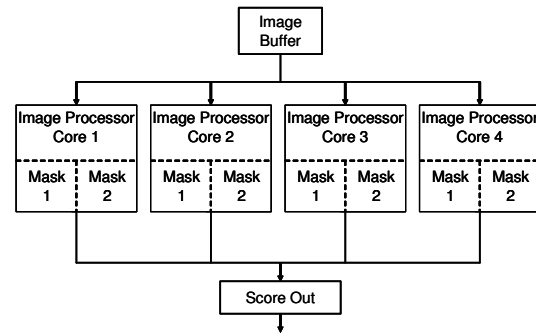 Image
Buffer
Image Processor
Core 1
Image Processor
Core 2
Image Processor
Core 3
Image Processor
Core 4
Mask
1
Mask
2
Mask
1
Mask
2
Mask
1
Mask
2
Mask
1
Mask
2
Score Out